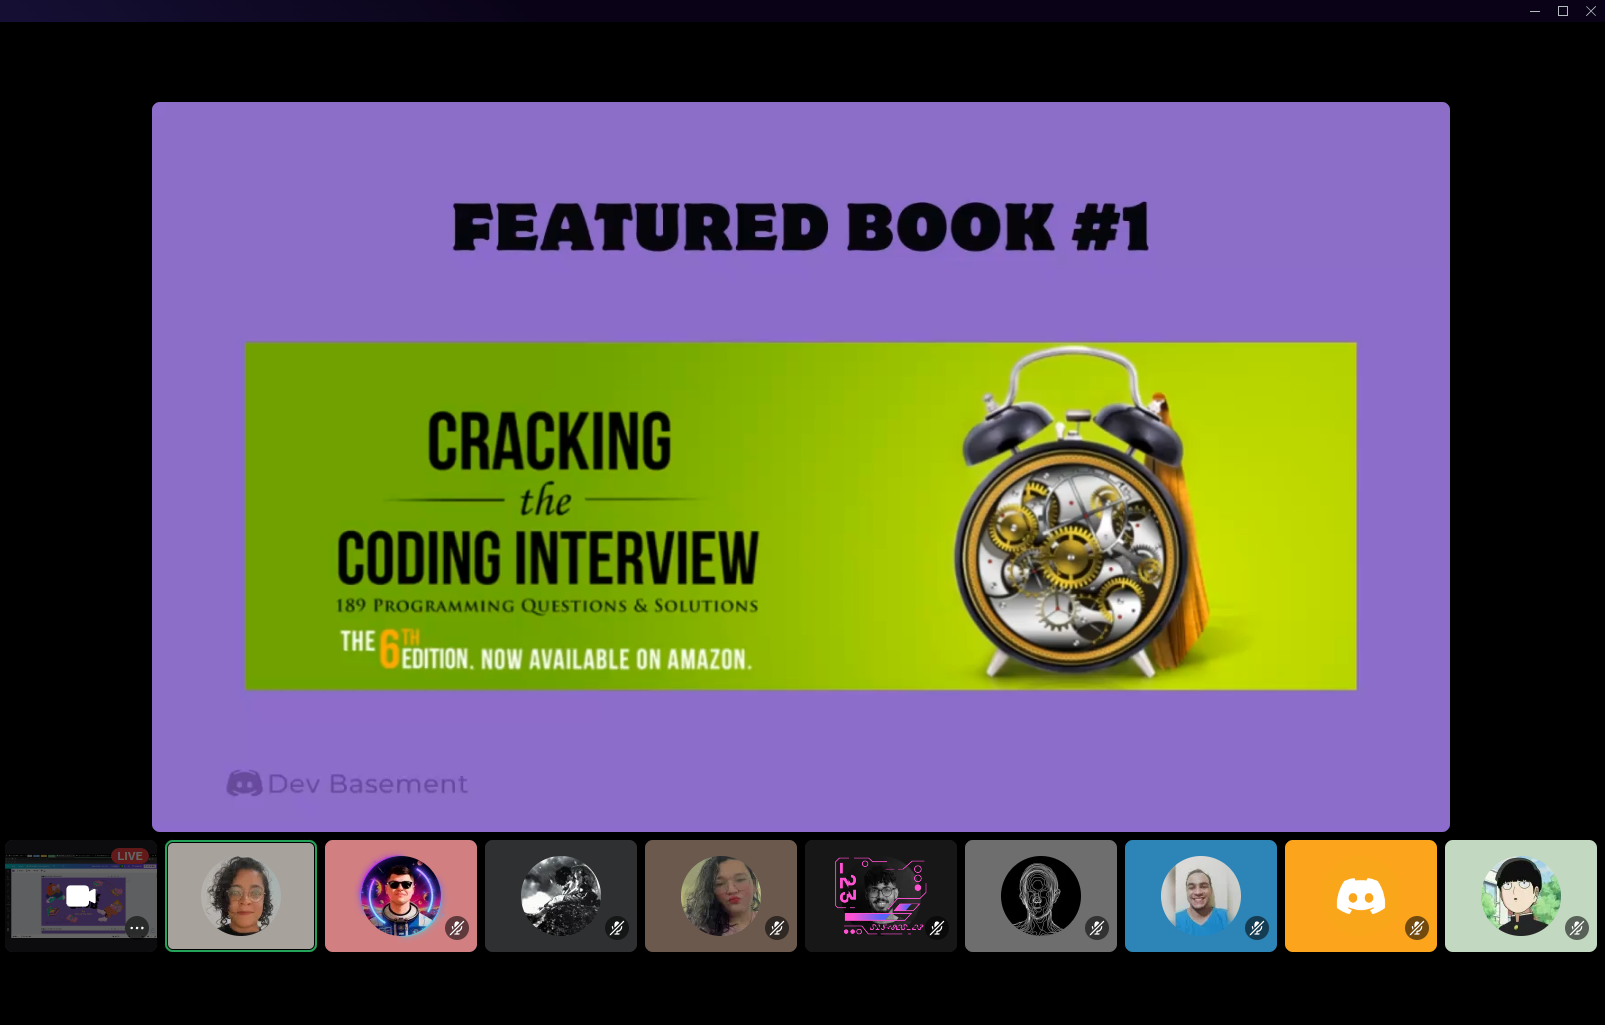 FEATURED BOOK #1
CRACKING
the
CODING INTERVIEW
189 PROGRAMMING QUESTIONS & SOLUTIONS
THE 6TH EDITION. NOW AVAILABLE ON AMAZON.
Dev Basement
LIVE
_23